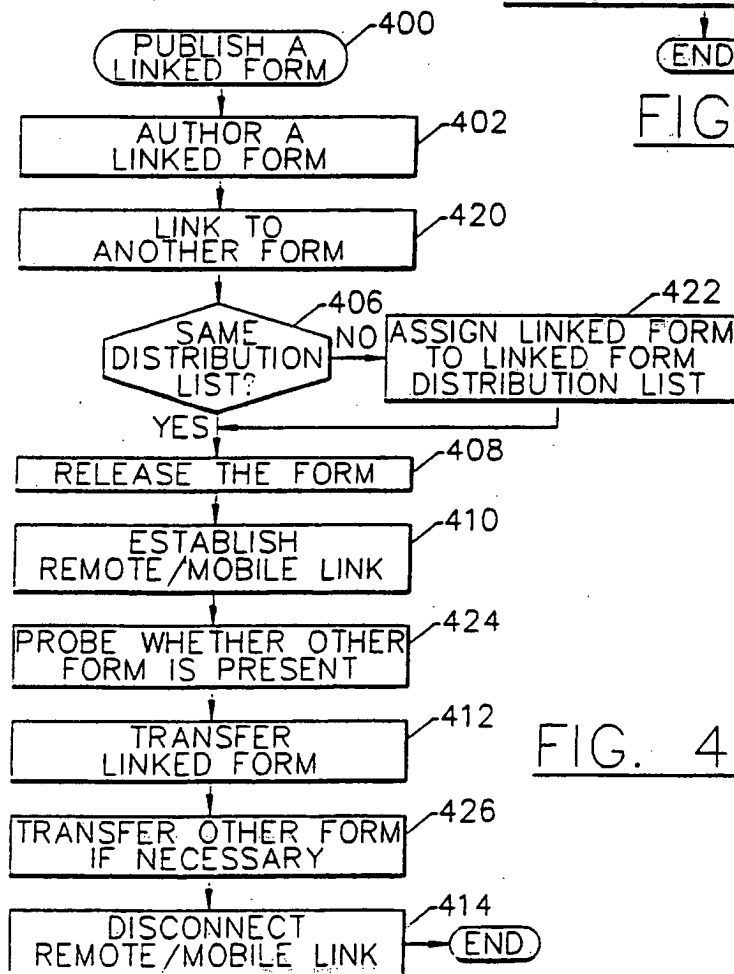 400
PUBLISH A
LINKED FORM
END
FIG
402
AUTHOR A
LINKED FORM
420
LINK TO
ANOTHER FORM
406
SAME
DISTRIBUTION
LIST?
NO
422
ASSIGN LINKED FORM
TO LINKED FORM
DISTRIBUTION LIST
YES
408
RELEASE THE FORM
410
ESTABLISH
REMOTE/MOBILE LINK
424
PROBE WHETHER OTHER
FORM IS PRESENT
412
TRANSFER
LINKED FORM
FIG. 4
426
TRANSFER OTHER FORM
IF NECESSARY
414
DISCONNECT
REMOTE/MOBILE LINK
END